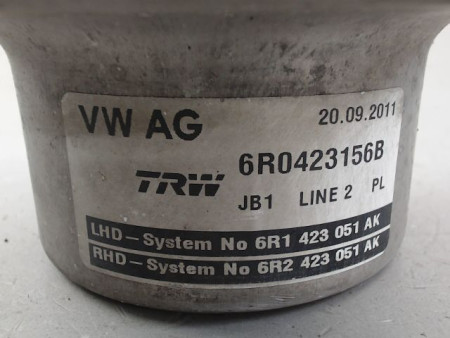 VW AG 20.09.2011
TRW 6R0423156B
JB1 LINE 2 PL
LHD-System No 6R1 423 051 AK
RHD-System No 6R2 423 051 AK